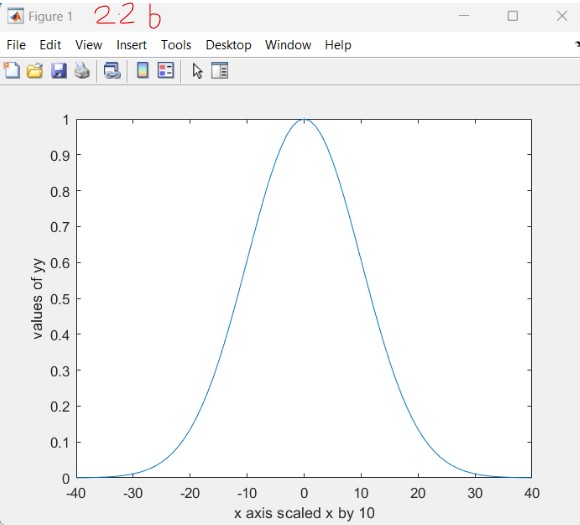 Figure 1 2.2 b
File Edit View Insert Tools Desktop Window Help
1
0.9
0.8
0.7
0.6
0.5
0.4
0.3
0.2
0.1
0
values of yy
-40 -30 -20 -10 0 10 20 30 40
x axis scaled x by 10